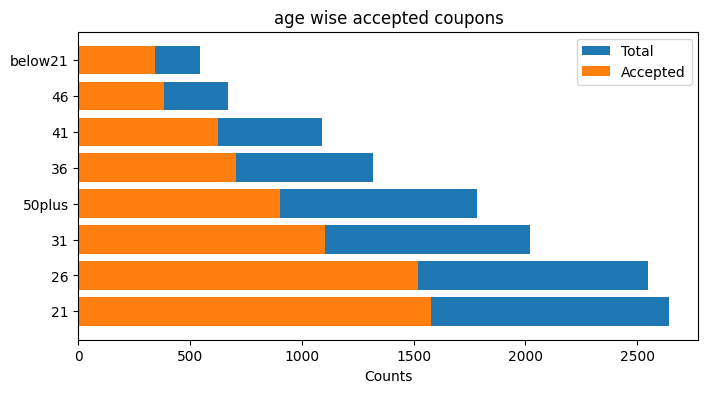 age wise accepted coupons
Total
Accepted
below21
46
41
36
50plus
31
26
21
0
500
1000
1500
2000
2500
Counts